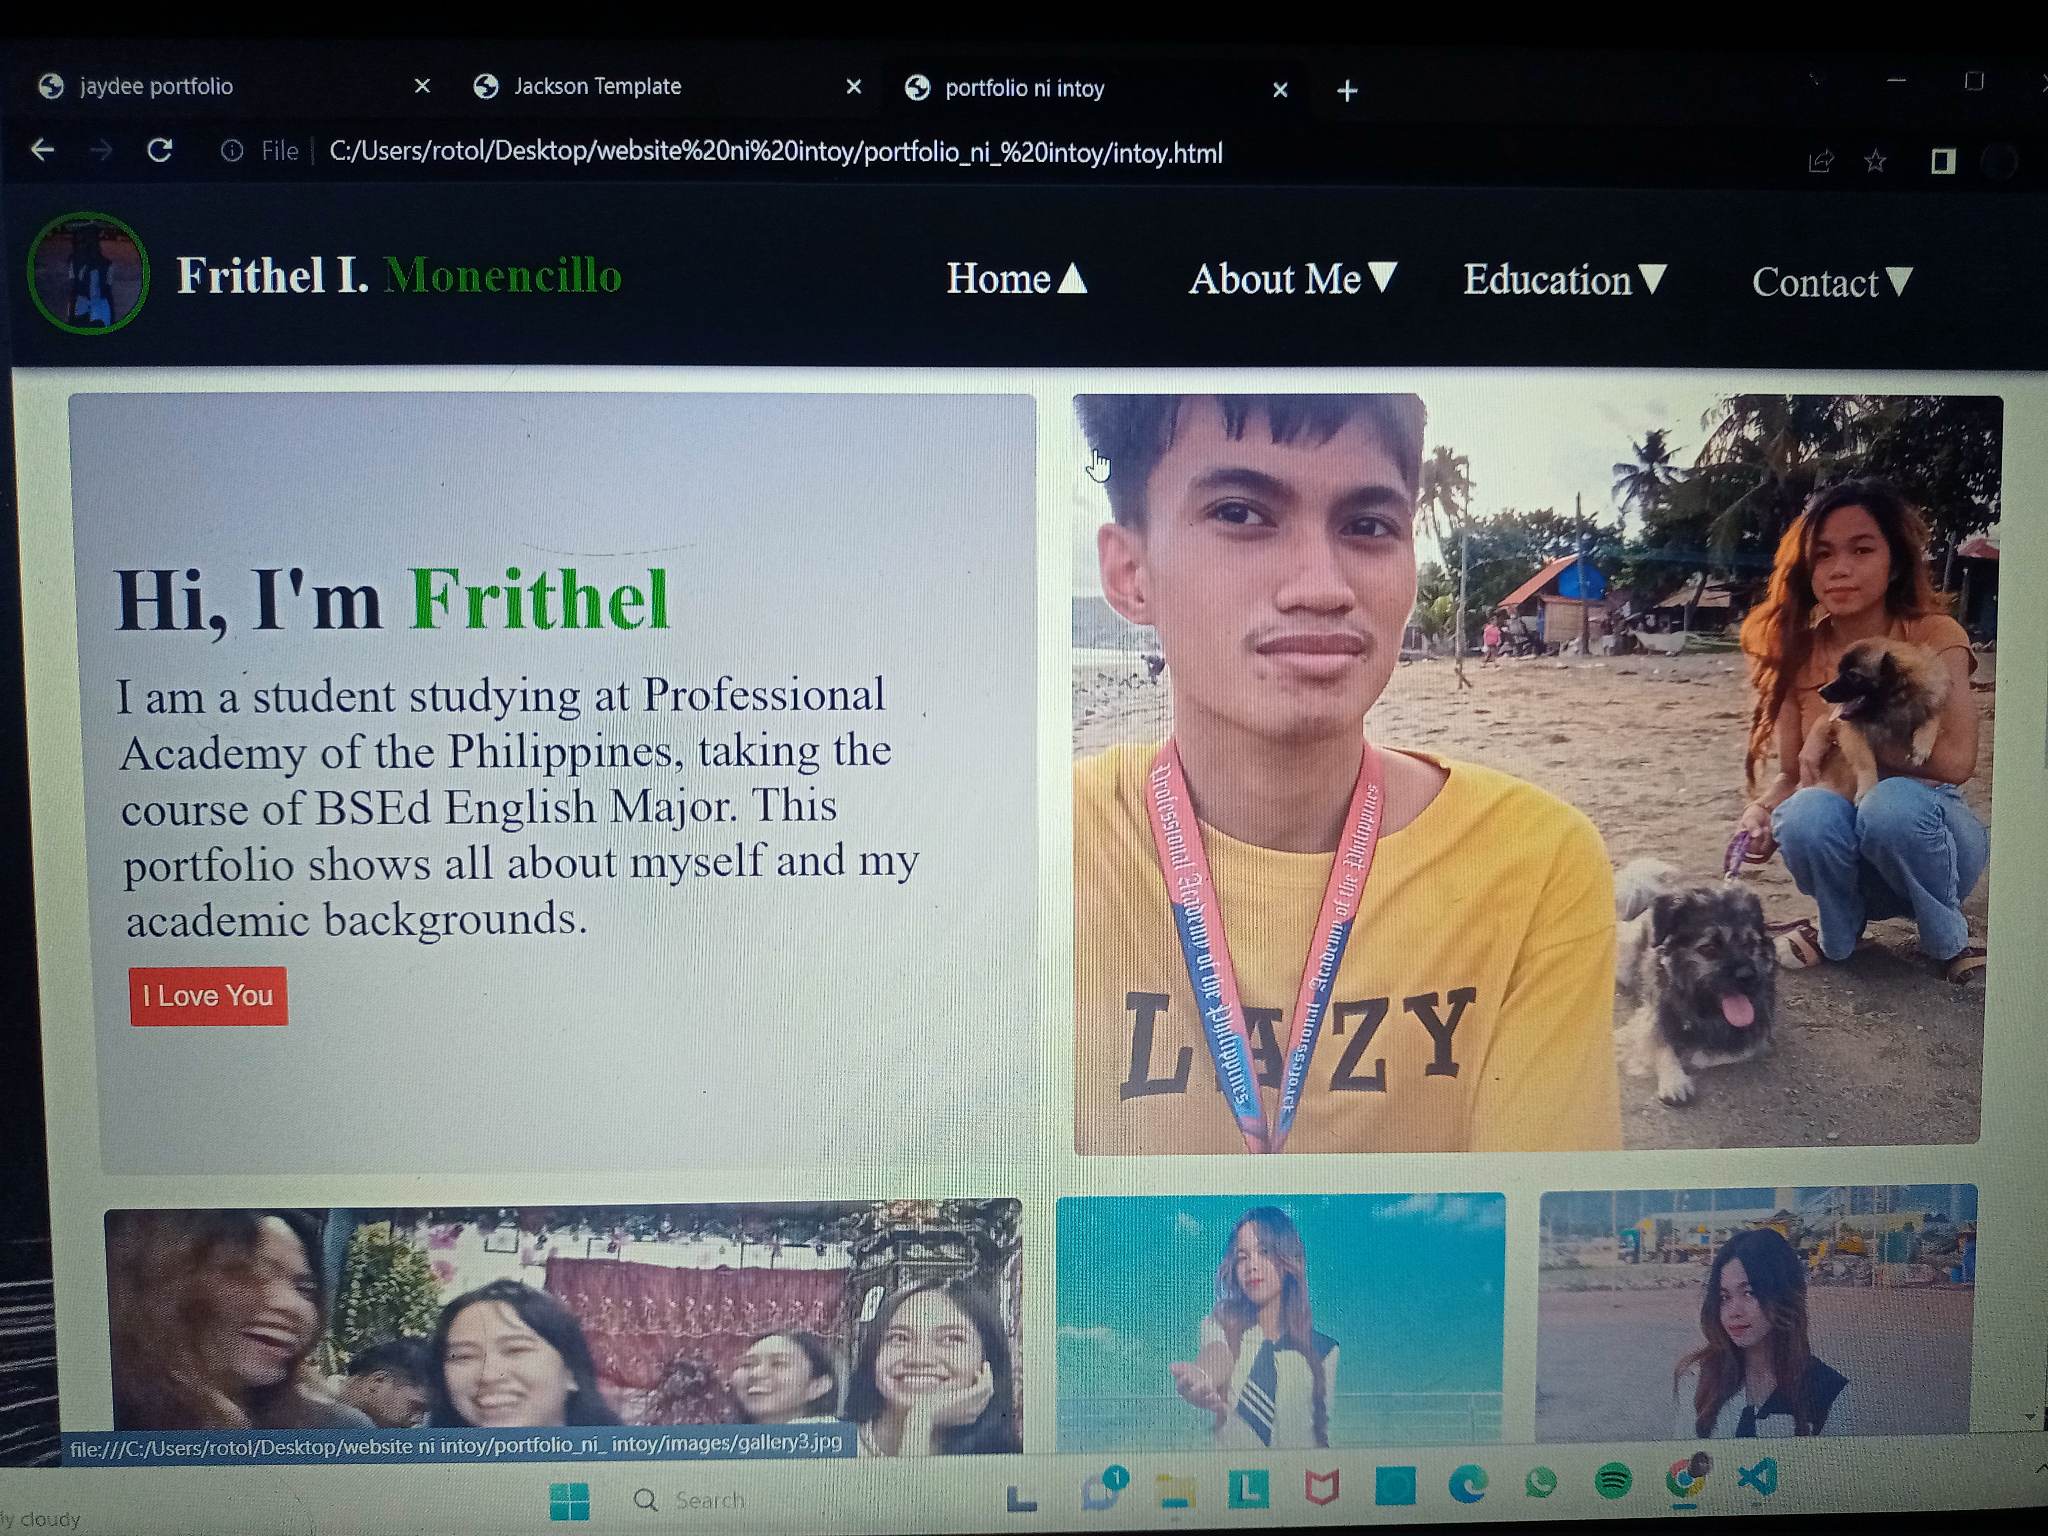 jaydee portfolio
Jackson Template
portfolio ni intoy
File
C:/Users/rotol/Desktop/website%20ni%20intoy/portfolio_ni_%20intoy/intoy.html
Frithel I. Monencillo
Home▲
About Me▼
Education▼
Contact▼
Hi, I'm Frithel
I am a student studying at Professional
Academy of the Philippines, taking the
course of BSEd English Major. This
portfolio shows all about myself and my
academic backgrounds.
I Love You
Professional Academy of the Philippines
Professional Academy of the Philippines
LAZY
file:///C:/Users/rotol/Desktop/website ni intoy/portfolio_ni_ intoy/images/gallery3.jpg
Search
L
1
cloudy